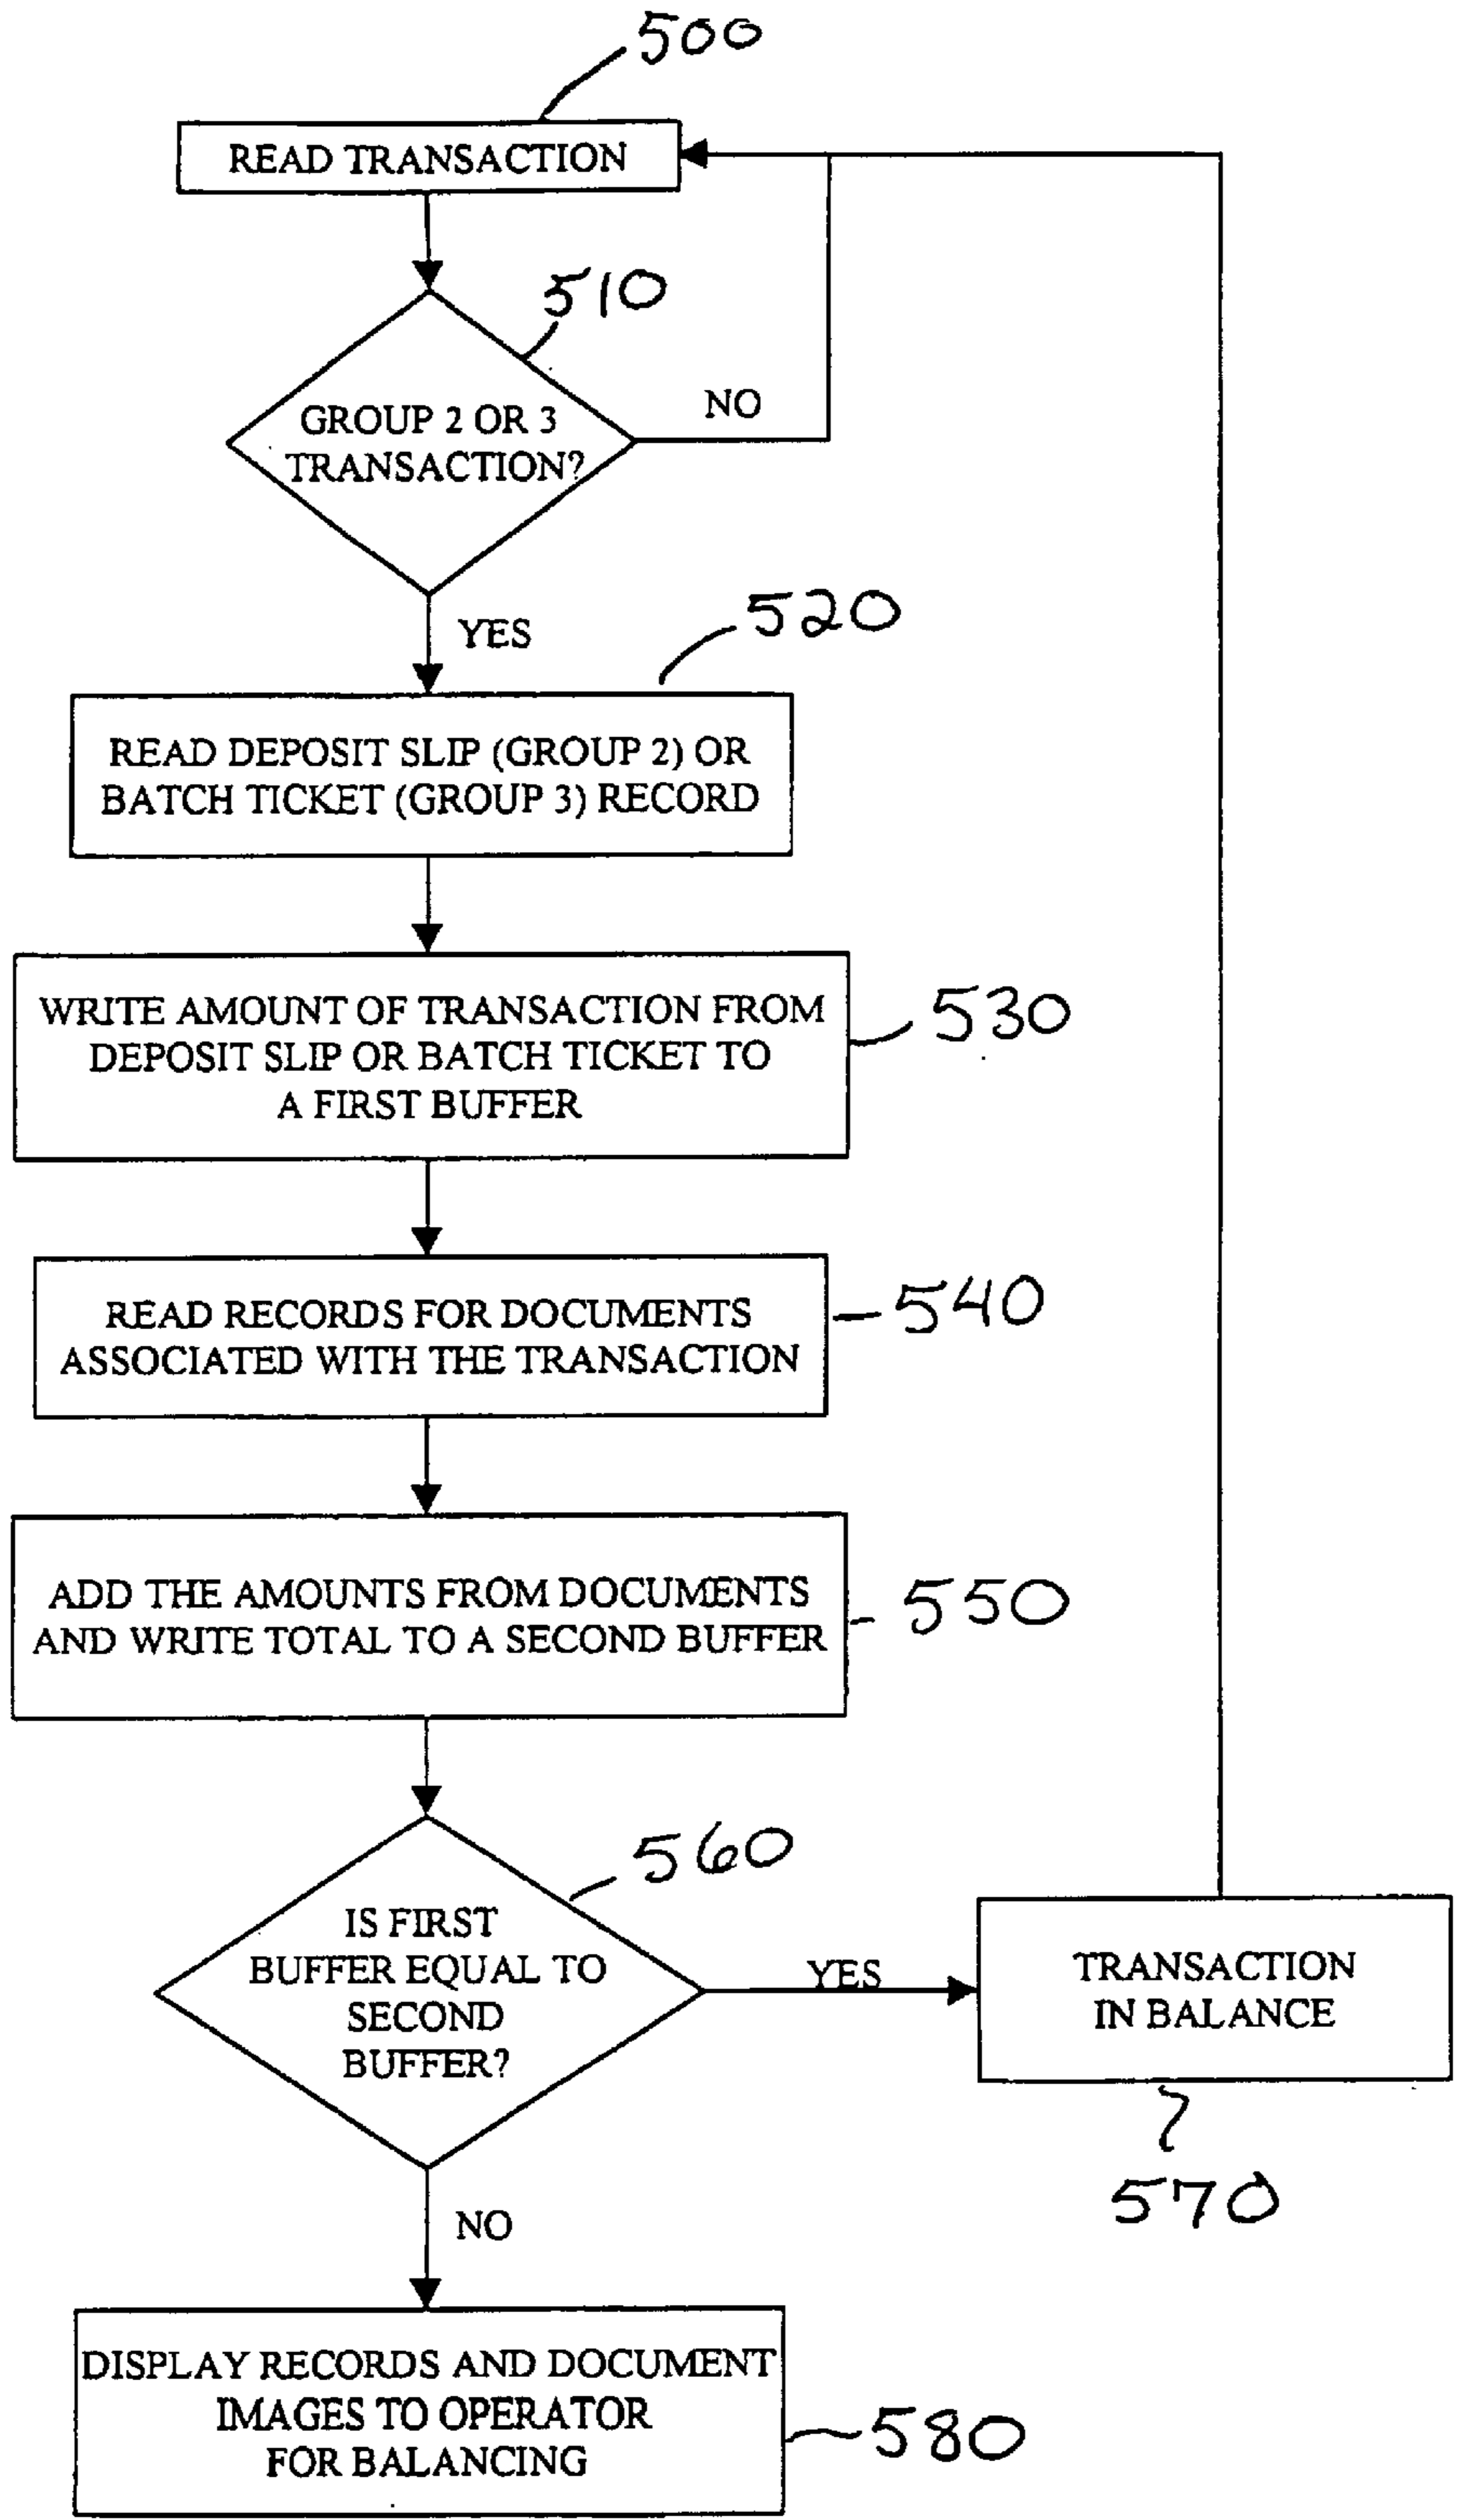 500
READ TRANSACTION
510
GROUP 2 OR 3
TRANSACTION?
NO
YES
520
READ DEPOSIT SLIP (GROUP 2) OR
BATCH TICKET (GROUP 3) RECORD
WRITE AMOUNT OF TRANSACTION FROM
DEPOSIT SLIP OR BATCH TICKET TO
A FIRST BUFFER
530
READ RECORDS FOR DOCUMENTS
ASSOCIATED WITH THE TRANSACTION
540
ADD THE AMOUNTS FROM DOCUMENTS
AND WRITE TOTAL TO A SECOND BUFFER
550
560
IS FIRST
BUFFER EQUAL TO
SECOND
BUFFER?
YES
TRANSACTION
IN BALANCE
570
NO
DISPLAY RECORDS AND DOCUMENT
IMAGES TO OPERATOR
FOR BALANCING
580